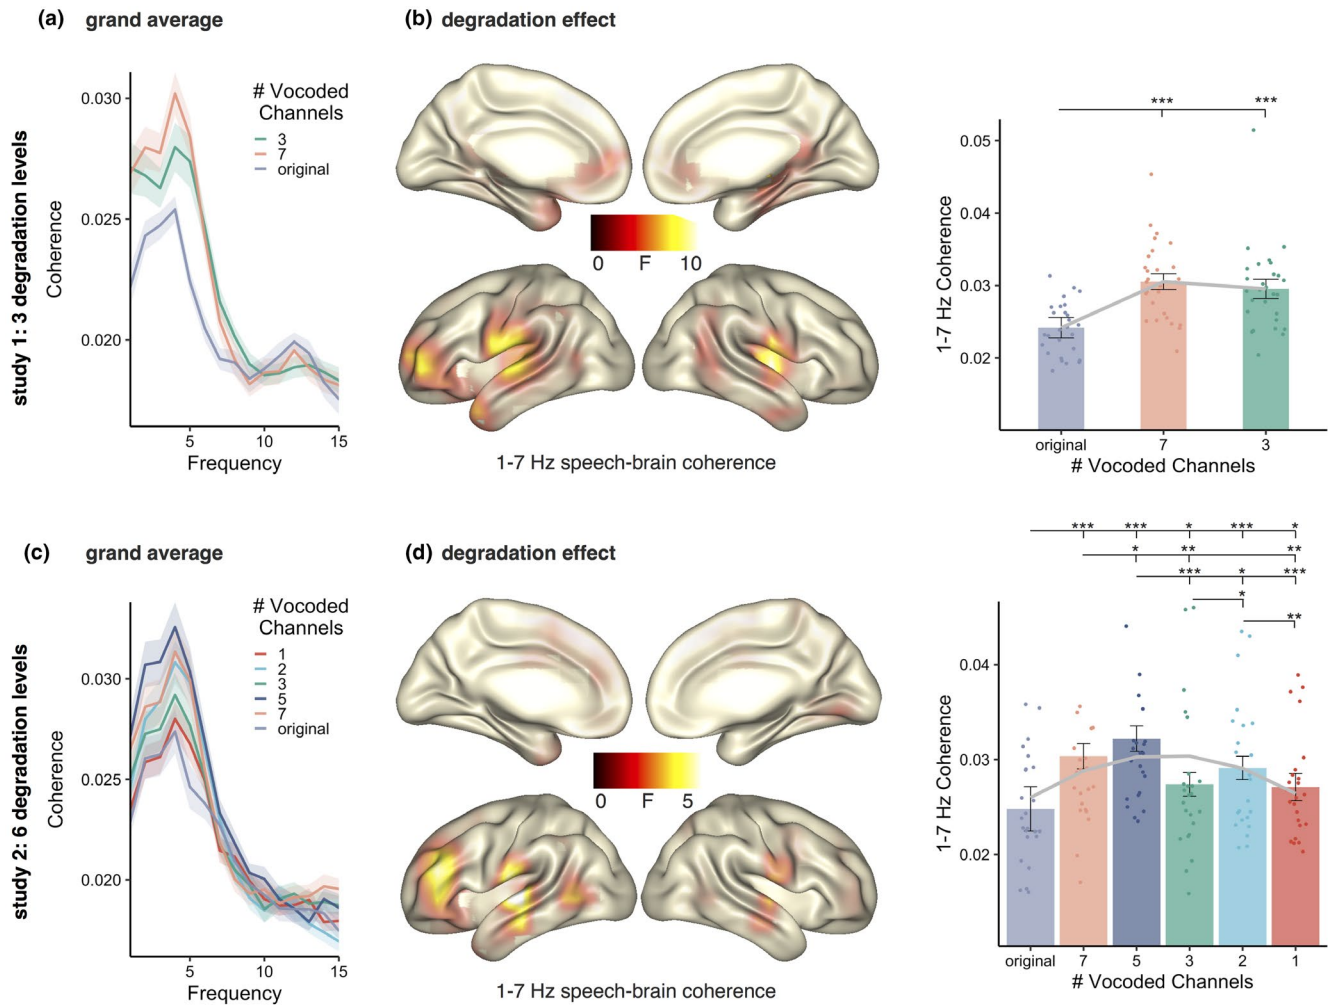 (a) grand average
(b) degradation effect
study 1: 3 degradation levels
Coherence
0.030
0.025
0.020
# Vocoded
Channels
3
7
original
5 10 15
Frequency
0 F 10
1-7 Hz speech-brain coherence
*** ***
1-7 Hz Coherence
0.05
0.04
0.03
0.02
original 7 3
# Vocoded Channels
(c) grand average
(d) degradation effect
study 2: 6 degradation levels
Coherence
0.030
0.025
0.020
# Vocoded
Channels
1
2
3
5
7
original
5 10 15
Frequency
0 F 5
1-7 Hz speech-brain coherence
*** *** * *** *
* ** **
*** * ***
*
**
1-7 Hz Coherence
0.04
0.03
0.02
original 7 5 3 2 1
# Vocoded Channels